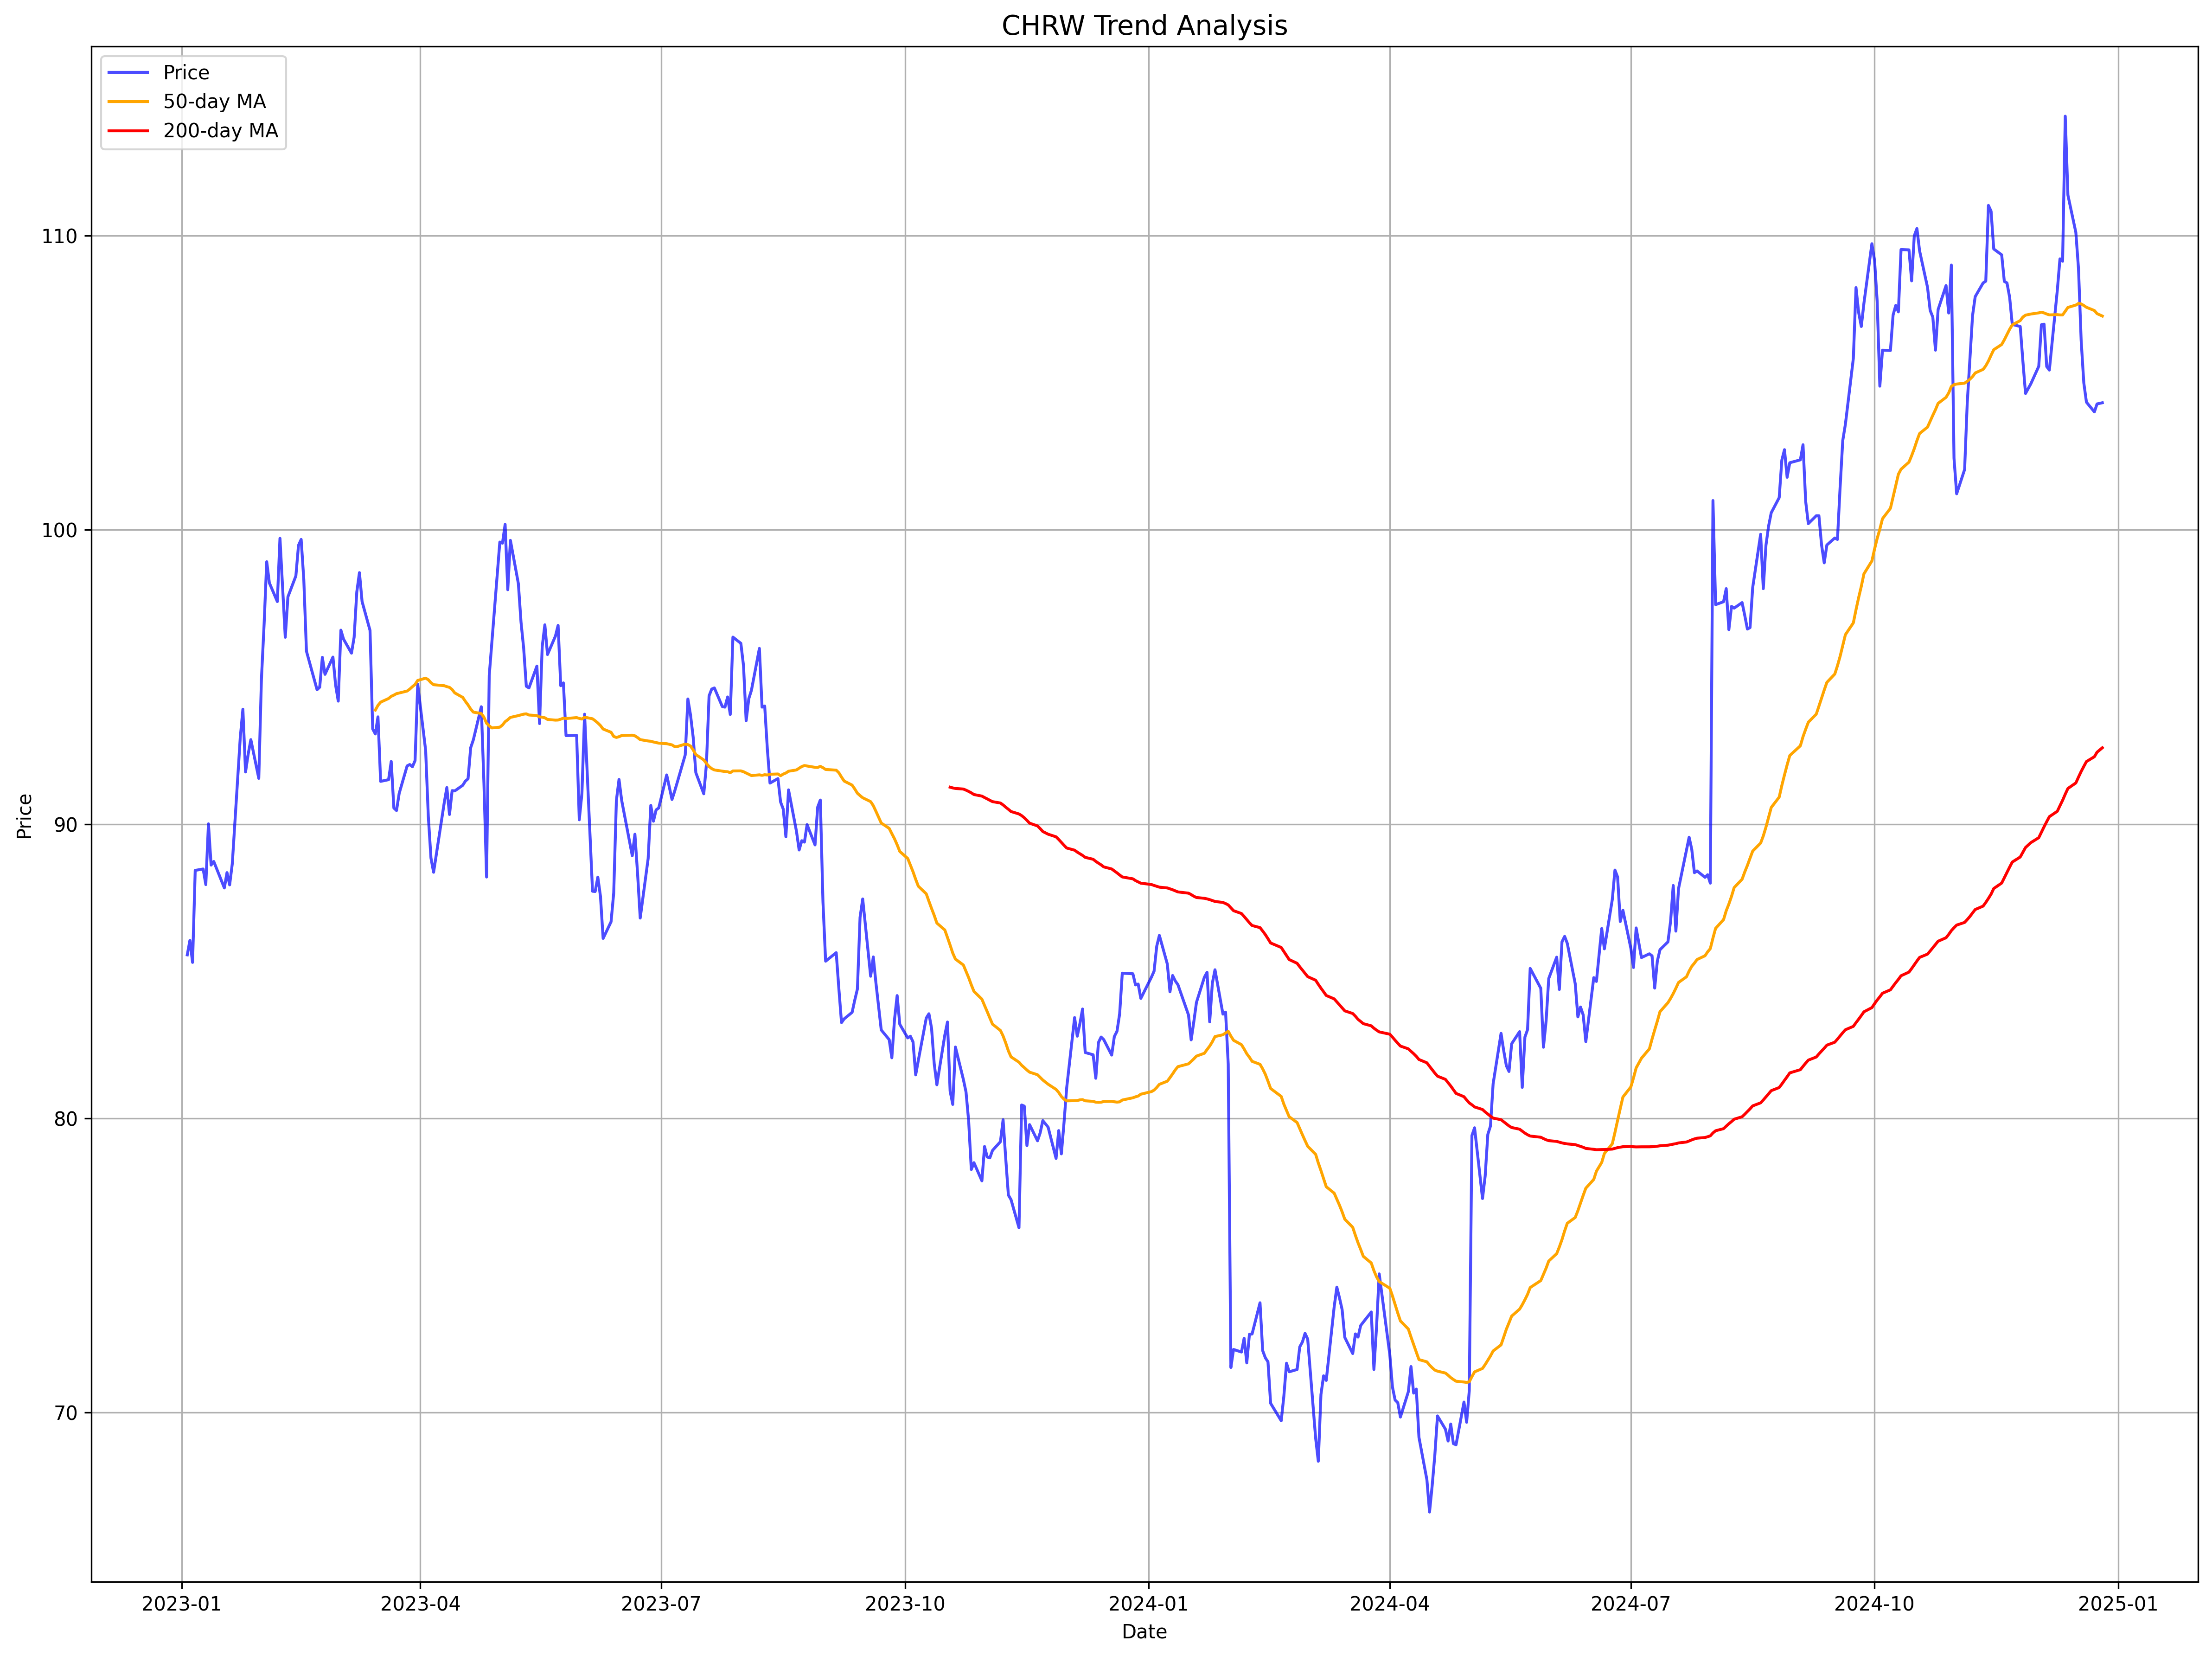 CHRW Trend Analysis
Price
50-day MA
200-day MA
110
100
90
80
70
Price
2023-01
2023-04
2023-07
2023-10
2024-01
2024-04
2024-07
2024-10
2025-01
Date